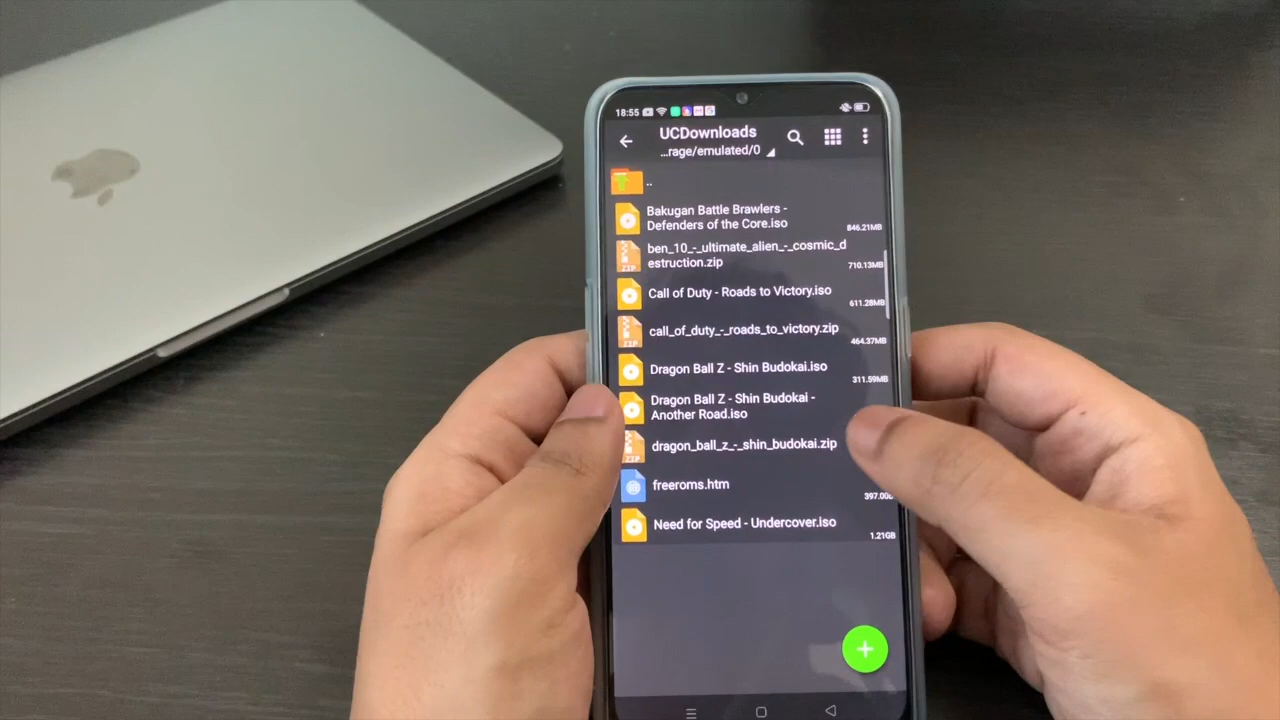 18:55
UCDownloads
...rage/emulated/0
..
Bakugan Battle Brawlers -
Defenders of the Core.iso
846.21MB
ben_10_-_ultimate_alien_-_cosmic_d
estruction.zip
710.13MB
ZIP
Call of Duty - Roads to Victory.iso
611.28MB
call_of_duty_-_roads_to_victory.zip
464.37MB
ZIP
Dragon Ball Z - Shin Budokai.iso
311.59MB
Dragon Ball Z - Shin Budokai -
Another Road.iso
dragon_ball_z_-_shin_budokai.zip
ZIP
freeroms.htm
Need for Speed - Undercover.iso
1.21GB